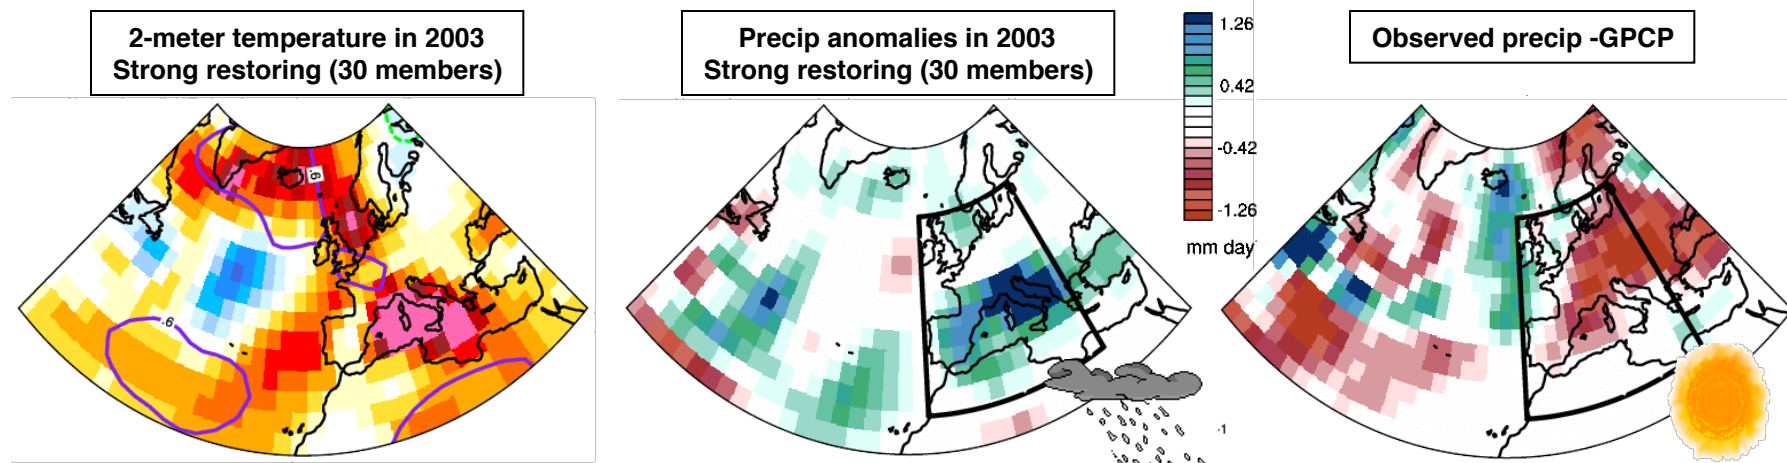 2-meter temperature in 2003
Strong restoring (30 members)
Precip anomalies in 2003
Strong restoring (30 members)
Observed precip -GPCP
1.26
0.42
-0.42
-1.26
mm day
.6
.6
-1